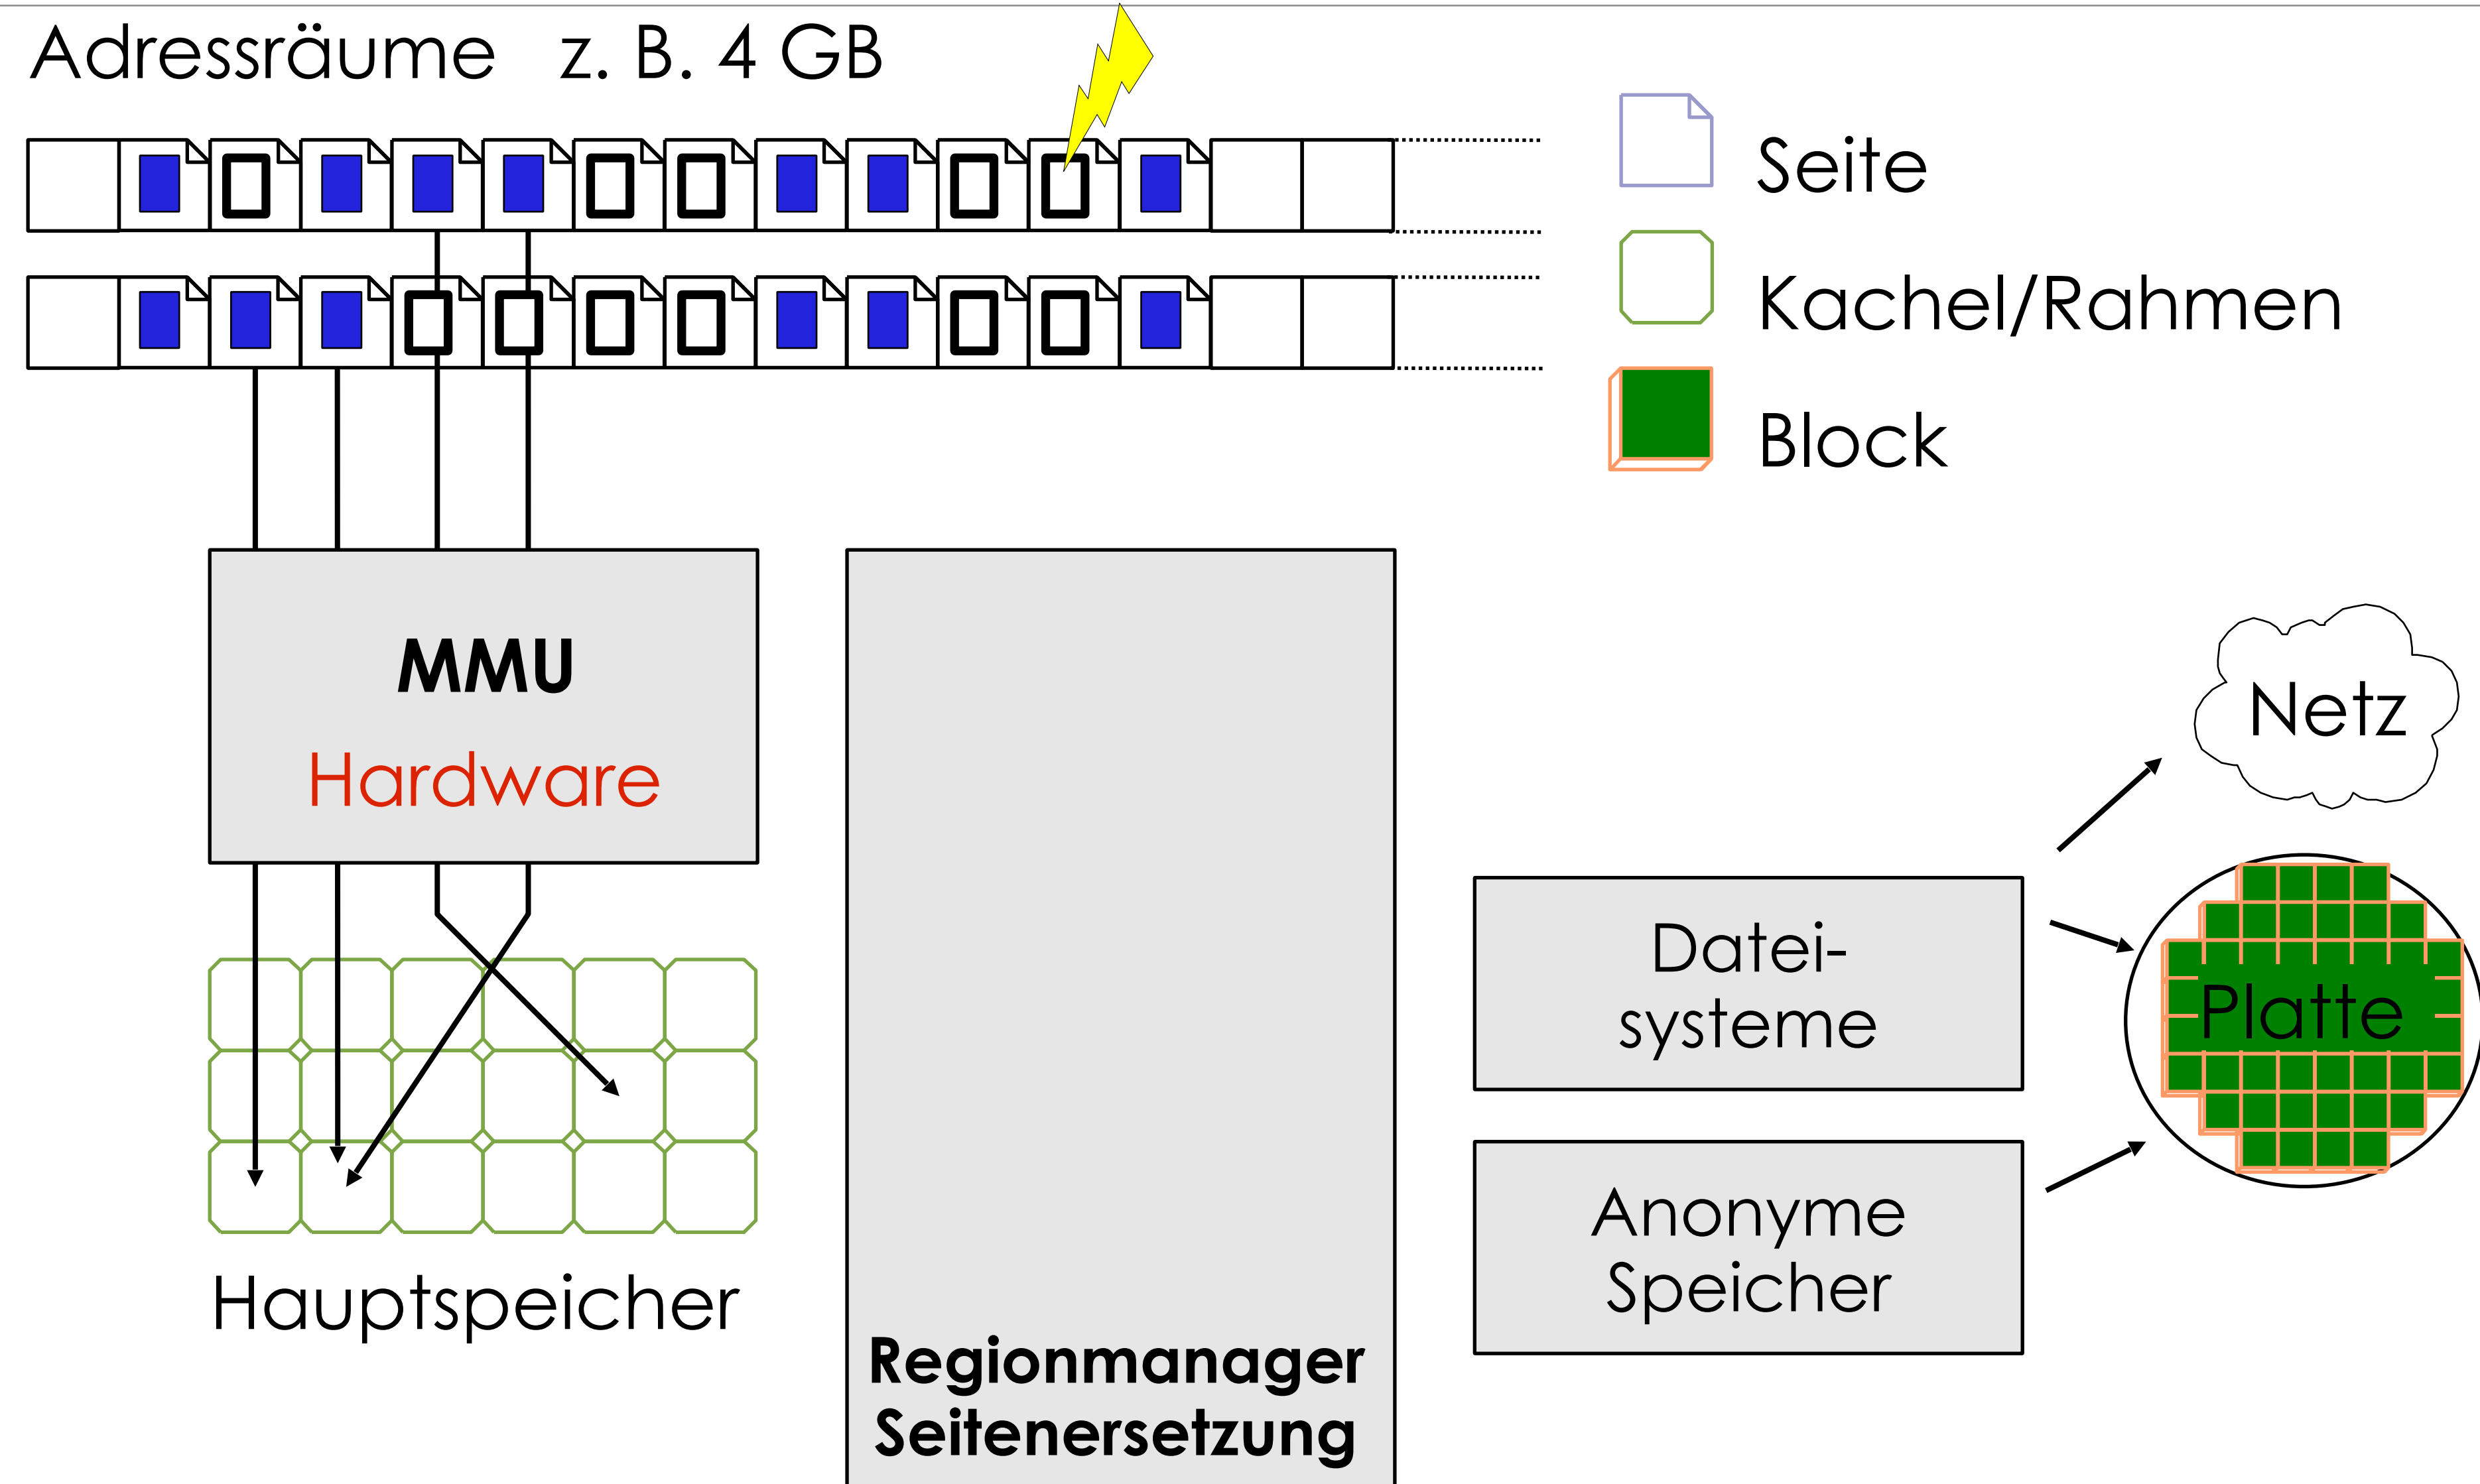 Adressräume z. B. 4 GB
Seite
Kachel/Rahmen
Block
MMU
Hardware
Netz
Datei-
systeme
Platte
Anonyme
Speicher
Hauptspeicher
Regionmanager
Seitenersetzung